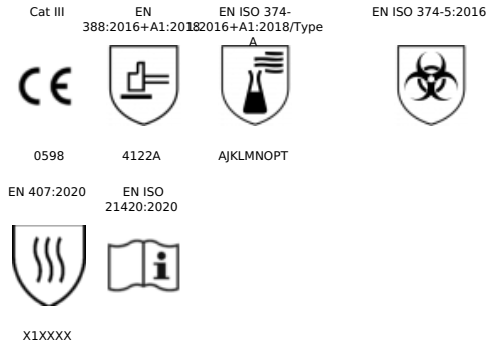 Cat III
EN
388:2016+A1:2018
EN ISO 374-
1:2016+A1:2018/Type
A
EN ISO 374-5:2016
CE
0598
4122A
AJKLMNOPT
EN 407:2020
EN ISO
21420:2020
i
X1XXXX